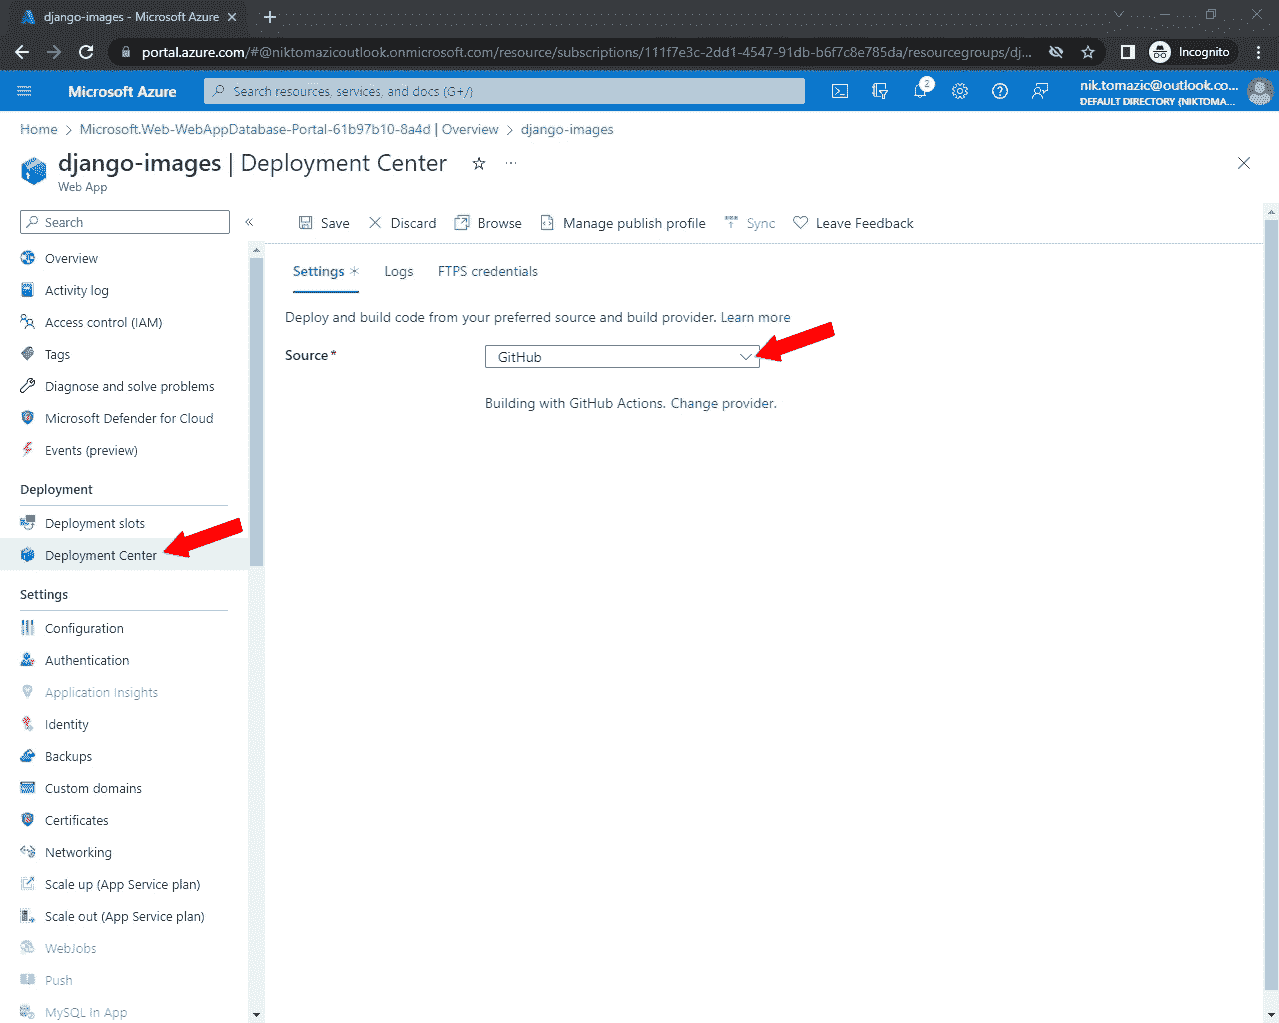 django-images - Microsoft Azure
portal.azure.com/#@niktomazicoutlook.onmicrosoft.com/resource/subscriptions/111f7e3c-2dd1-4547-91db-b6f7c8e785da/resourcegroups/dj...
Incognito
Microsoft Azure
Search resources, services, and docs (G+/)
2
nik.tomazic@outlook.co...
DEFAULT DIRECTORY (NIKTOMA...
Home > Microsoft.Web-WebAppDatabase-Portal-61b97b10-8a4d | Overview > django-images
django-images | Deployment Center
...
Web App
Search
«
Save
Discard
Browse
Manage publish profile
Sync
Leave Feedback
Overview
Activity log
Access control (IAM)
Tags
Diagnose and solve problems
Microsoft Defender for Cloud
Events (preview)
Deployment
Deployment slots
Deployment Center
Settings
Configuration
Authentication
Application Insights
Identity
Backups
Custom domains
Certificates
Networking
Scale up (App Service plan)
Scale out (App Service plan)
WebJobs
Push
MySQL In App
Settings *
Logs
FTPS credentials
Deploy and build code from your preferred source and build provider. Learn more
Source *
GitHub
Building with GitHub Actions. Change provider.